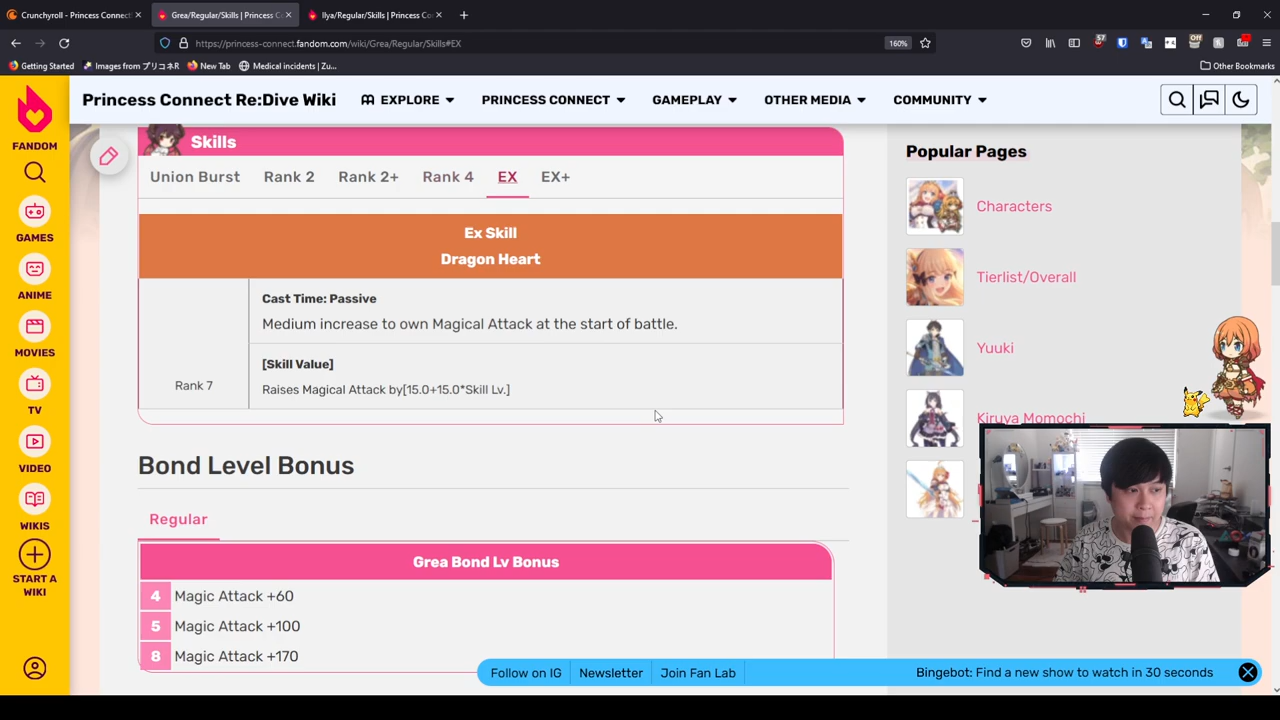 Crunchyroll - Princess Connect!
Grea/Regular/Skills | Princess C
Ilya/Regular/Skills | Princess Co
https://princess-connect.fandom.com/wiki/Grea/Regular/Skills#EX
160%
57
Off
Getting Started
Images from プリコネR
New Tab
Medical incidents | Zu...
Other Bookmarks
Princess Connect Re:Dive Wiki
EXPLORE
PRINCESS CONNECT
GAMEPLAY
OTHER MEDIA
COMMUNITY
FANDOM
GAMES
ANIME
MOVIES
TV
VIDEO
WIKIS
START A
WIKI
Skills
Union Burst
Rank 2
Rank 2+
Rank 4
EX
EX+
Ex Skill
Dragon Heart
Cast Time: Passive
Medium increase to own Magical Attack at the start of battle.
Rank 7
[Skill Value]
Raises Magical Attack by[15.0+15.0*Skill Lv.]
Bond Level Bonus
Regular
Grea Bond Lv Bonus
4 Magic Attack +60
5 Magic Attack +100
8 Magic Attack +170
Popular Pages
Characters
Tierlist/Overall
Yuuki
Kiruya Momochi
Follow on IG
Newsletter
Join Fan Lab
Bingebot: Find a new show to watch in 30 seconds